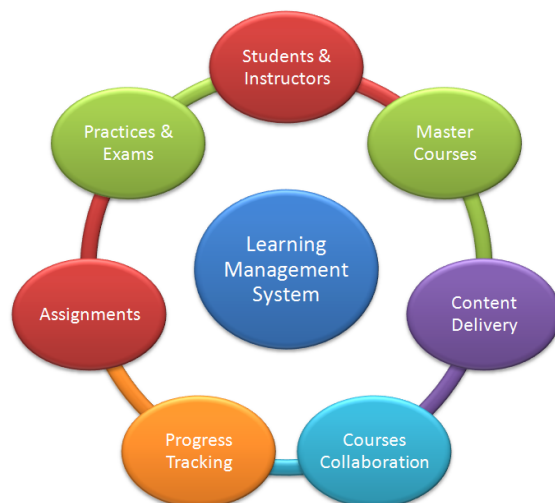 Students &
Instructors
Master
Courses
Content
Delivery
Courses
Collaboration
Progress
Tracking
Assignments
Practices &
Exams
Learning
Management
System